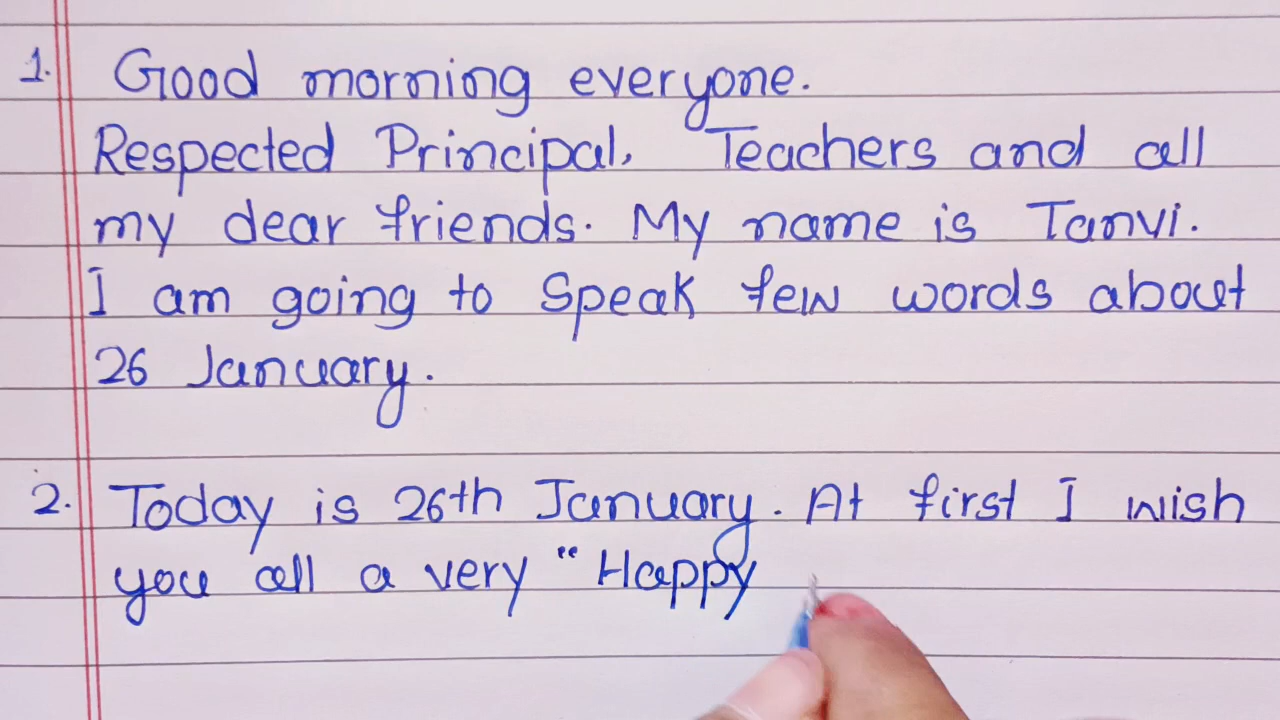 1. Good morning everyone.
Respected Principal, Teachers and all
my dear friends. My name is Tanvi.
I am going to Speak few words about
26 January.
2. Today is 26th January. At first I wish
you all a very "Happy